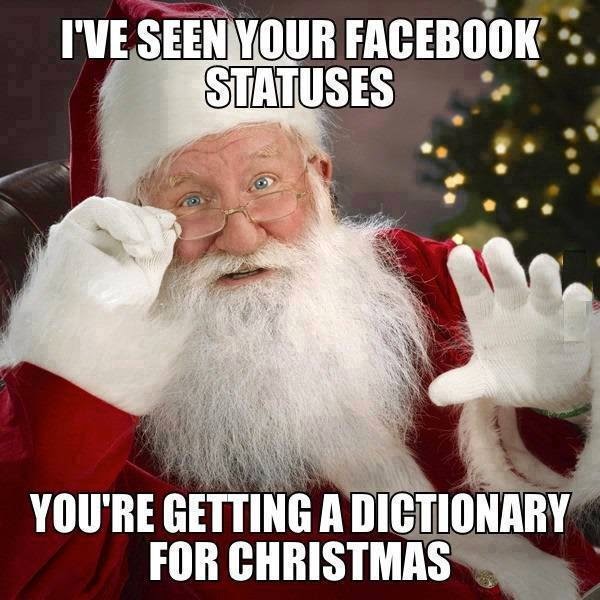 I'VE SEEN YOUR FACEBOOK
STATUSES
YOU'RE GETTING A DICTIONARY
FOR CHRISTMAS